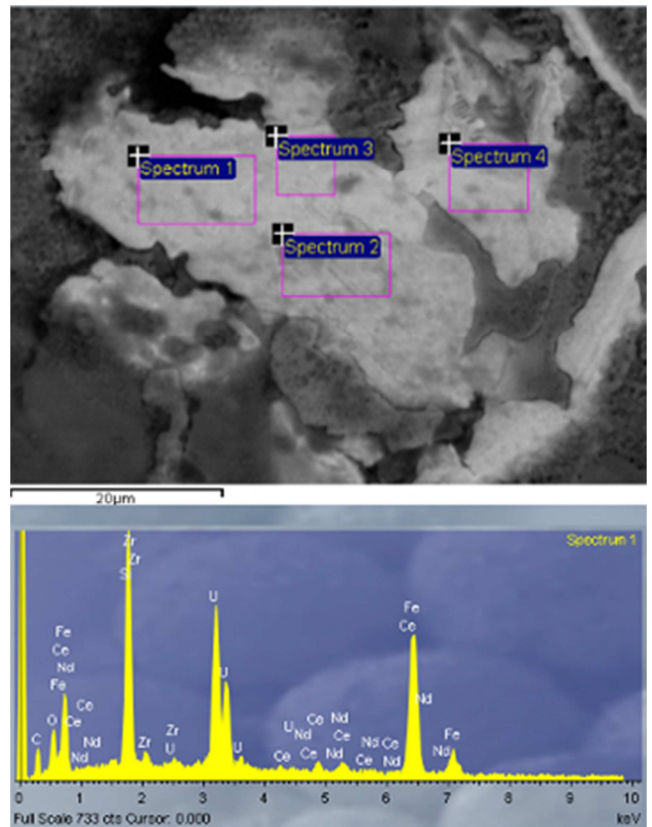 Spectrum 1
Spectrum 3
Spectrum 4
Spectrum 2
20µm
Spectrum 1
Zr
Zr
Si
U
Fe
Ce
Fe
Ce
Nd
Fe
U
Nd
O
Ce
Ce
Nd
Nd
C
Zr
Zr
U
U
U
Nd
Ce
Ce
Ce
Nd
Ce
Nd
Nd
Ce
Ce
Nd
Nd
Fe
0 1 2 3 4 5 6 7 8 9 10
Full Scale 733 cts Cursor: 0.000
keV